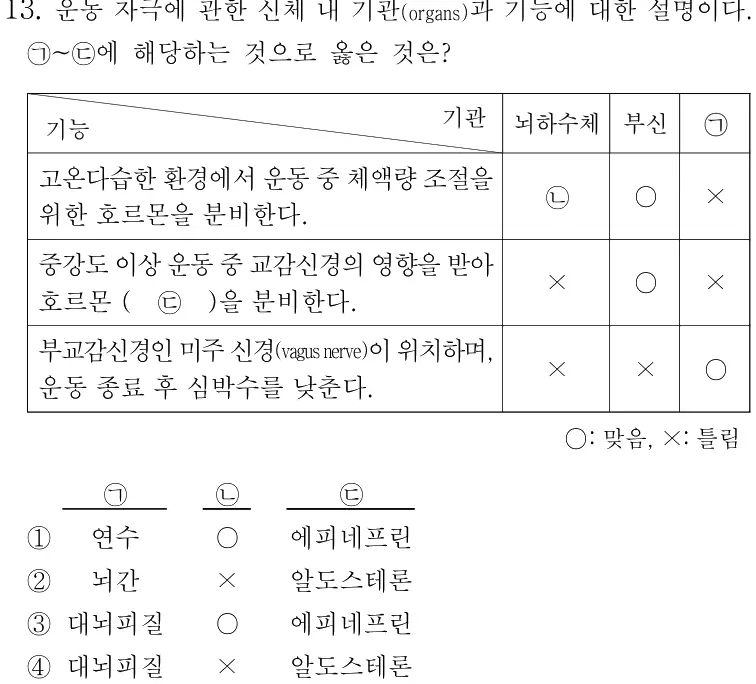 13. 운동 자극에 관한 신체 내 기관(organs)과 기능에 대한 설명이다.
㉠~㉢에 해당하는 것으로 옳은 것은?
기능 기관 뇌하수체 부신 ㉠
고온다습한 환경에서 운동 중 체액량 조절을
위한 호르몬을 분비한다.
㉡ ○ ×
중강도 이상 운동 중 교감신경의 영향을 받아
호르몬 ( ㉢ )을 분비한다.
× ○ ×
부교감신경인 미주 신경(vagus nerve)이 위치하며,
운동 종료 후 심박수를 낮춘다.
× × ○
○: 맞음, ×: 틀림
㉠ ㉡ ㉢
① 연수 ○ 에피네프린
② 뇌간 × 알도스테론
③ 대뇌피질 ○ 에피네프린
④ 대뇌피질 × 알도스테론